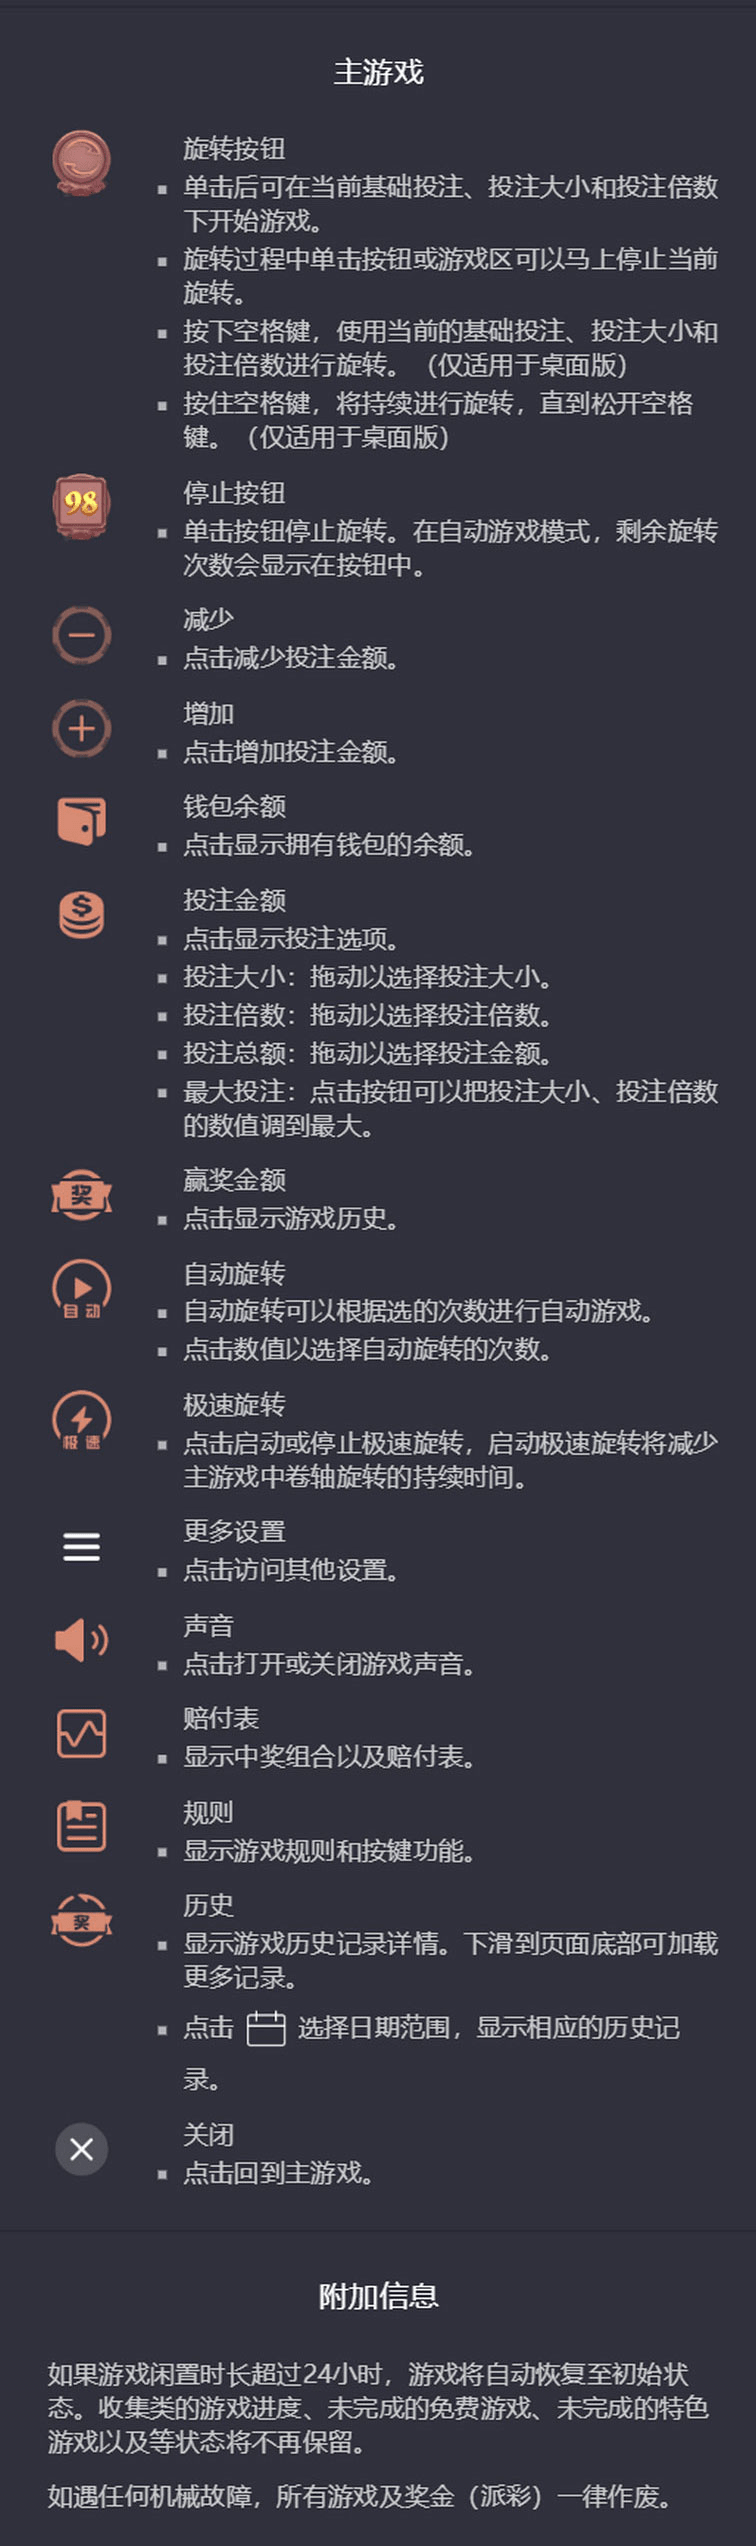 主游戏
旋转按钮
▪ 单击后可在当前基础投注、投注大小和投注倍数
下开始游戏。
▪ 旋转过程中单击按钮或游戏区可以马上停止当前
旋转。
▪ 按下空格键，使用当前的基础投注、投注大小和
投注倍数进行旋转。（仅适用于桌面版）
▪ 按住空格键，将持续进行旋转，直到松开空格
键。（仅适用于桌面版）
98
停止按钮
▪ 单击按钮停止旋转。在自动游戏模式，剩余旋转
次数会显示在按钮中。
减少
▪ 点击减少投注金额。
增加
▪ 点击增加投注金额。
钱包余额
▪ 点击显示拥有钱包的余额。
$
投注金额
▪ 点击显示投注选项。
▪ 投注大小：拖动以选择投注大小。
▪ 投注倍数：拖动以选择投注倍数。
▪ 投注总额：拖动以选择投注金额。
▪ 最大投注：点击按钮可以把投注大小、投注倍数
的数值调到最大。
奖
赢奖金额
▪ 点击显示游戏历史。
自动
自动旋转
▪ 自动旋转可以根据选的次数进行自动游戏。
▪ 点击数值以选择自动旋转的次数。
极速
极速旋转
▪ 点击启动或停止极速旋转，启动极速旋转将减少
主游戏中卷轴旋转的持续时间。
更多设置
▪ 点击访问其他设置。
声音
▪ 点击打开或关闭游戏声音。
赔付表
▪ 显示中奖组合以及赔付表。
规则
▪ 显示游戏规则和按键功能。
奖
历史
▪ 显示游戏历史记录详情。下滑到页面底部可加载
更多记录。
▪ 点击 选择日期范围，显示相应的历史记
录。
关闭
▪ 点击回到主游戏。
附加信息
如果游戏闲置时长超过24小时，游戏将自动恢复至初始状
态。收集类的游戏进度、未完成的免费游戏、未完成的特色
游戏以及等状态将不再保留。
如遇任何机械故障，所有游戏及奖金（派彩）一律作废。